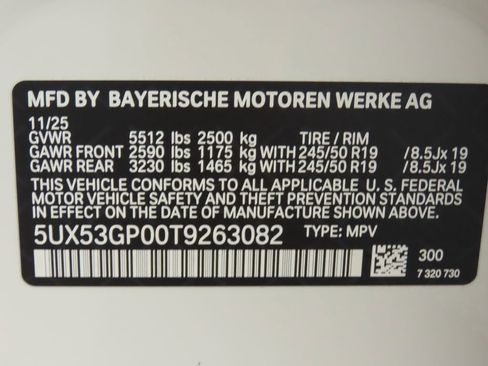 MFD BY BAYERISCHE MOTOREN WERKE AG
11/25
GVWR 5512 lbs 2500 kg TIRE / RIM
GAWR FRONT 2590 lbs 1175 kg WITH 245/50 R19 /8.5Jx 19
GAWR REAR 3230 lbs 1465 kg WITH 245/50 R19 /8.5Jx 19
THIS VEHICLE CONFORMS TO ALL APPLICABLE U. S. FEDERAL
MOTOR VEHICLE SAFETY AND THEFT PREVENTION STANDARDS
IN EFFECT ON THE DATE OF MANUFACTURE SHOWN ABOVE.
5UX53GP00T9263082 TYPE: MPV
300
7 320 730